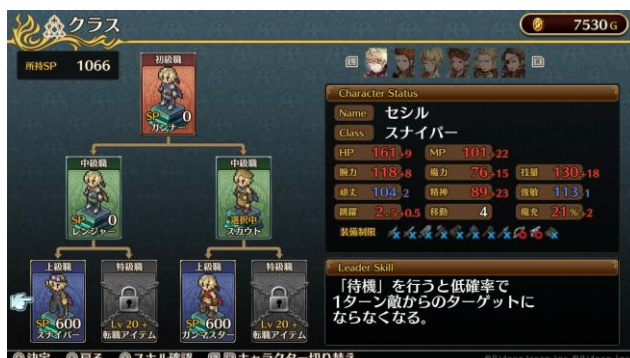 クラス
7530 G
所持SP 1066
初級職
SP 0
ガンナー
中級職
SP 0
レンジャー
中級職
選択中
スカウト
上級職
SP 600
スナイパー
特級職
Lv 20 +
転職アイテム
上級職
SP 600
ガンマスター
特級職
Lv 20 +
転職アイテム
L R
Character Status
Name セシル
Class スナイパー
HP 161 +9 MP 101 +22
腕力 118 +8 魔力 76 +15 技量 130 +18
頑丈 104 -2 精神 89 +23 俊敏 113 -1
跳躍 2.5 +0.5 移動 4 魔充 21% +2
装備制限
Leader Skill
「待機」を行うと低確率で
1ターン敵からのターゲットに
ならなくなる。
決定 戻る スキル確認 キャラクター切り替え